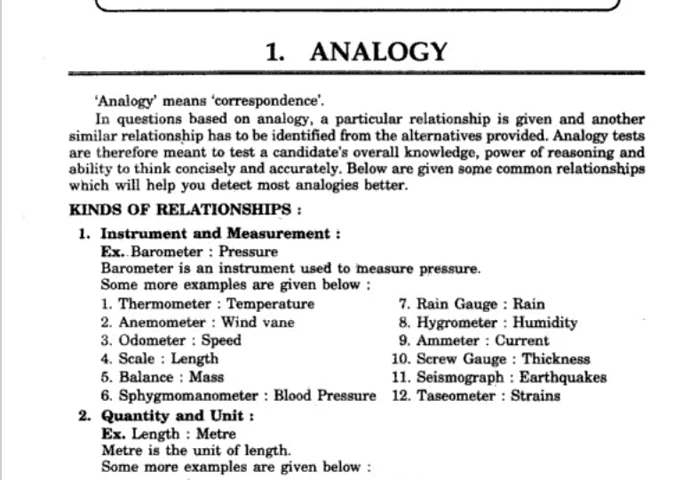 1. ANALOGY
'Analogy' means 'correspondence'.
In questions based on analogy, a particular relationship is given and another
similar relationship has to be identified from the alternatives provided. Analogy tests
are therefore meant to test a candidate's overall knowledge, power of reasoning and
ability to think concisely and accurately. Below are given some common relationships
which will help you detect most analogies better.
KINDS OF RELATIONSHIPS :
1. Instrument and Measurement :
Ex. Barometer : Pressure
Barometer is an instrument used to measure pressure.
Some more examples are given below :
1. Thermometer : Temperature
2. Anemometer : Wind vane
3. Odometer : Speed
4. Scale : Length
5. Balance : Mass
6. Sphygmomanometer : Blood Pressure
7. Rain Gauge : Rain
8. Hygrometer : Humidity
9. Ammeter : Current
10. Screw Gauge : Thickness
11. Seismograph : Earthquakes
12. Taseometer : Strains
2. Quantity and Unit :
Ex. Length : Metre
Metre is the unit of length.
Some more examples are given below :